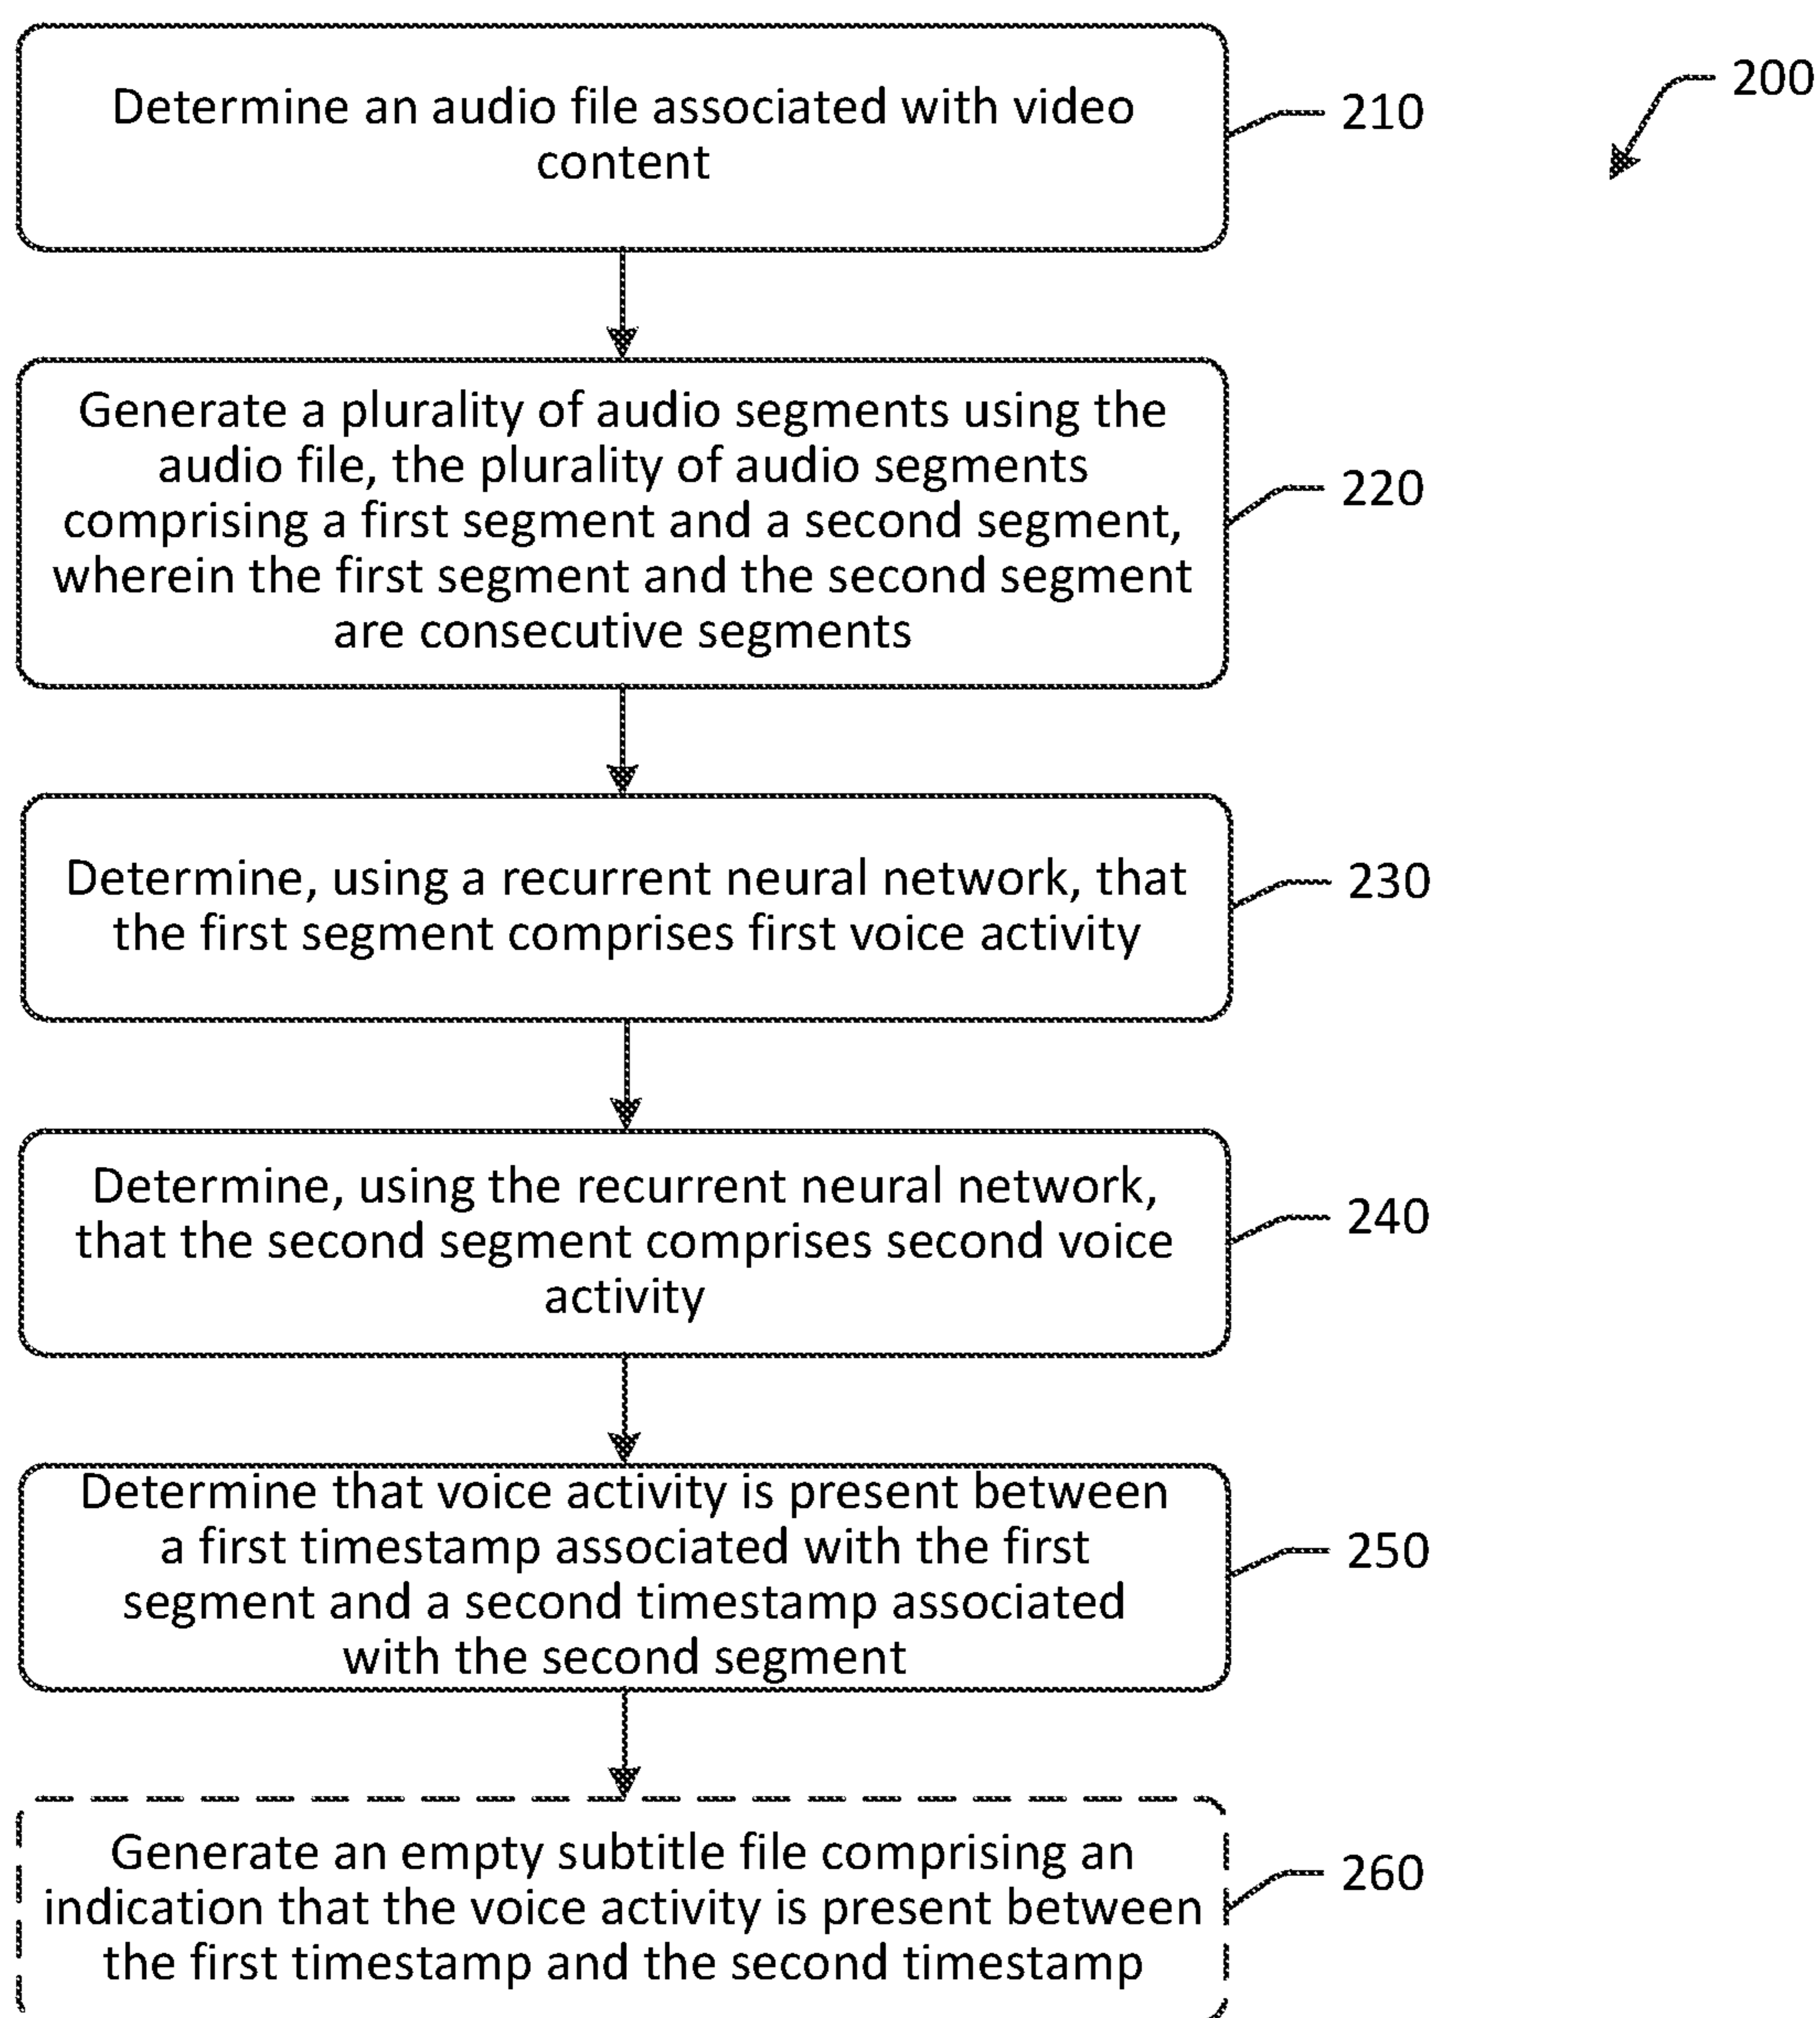 200
Determine an audio file associated with video
content
210
Generate a plurality of audio segments using the
audio file, the plurality of audio segments
comprising a first segment and a second segment,
wherein the first segment and the second segment
are consecutive segments
220
Determine, using a recurrent neural network, that
the first segment comprises first voice activity
230
Determine, using the recurrent neural network,
that the second segment comprises second voice
activity
240
Determine that voice activity is present between
a first timestamp associated with the first
segment and a second timestamp associated
with the second segment
250
Generate an empty subtitle file comprising an
indication that the voice activity is present between
the first timestamp and the second timestamp
260